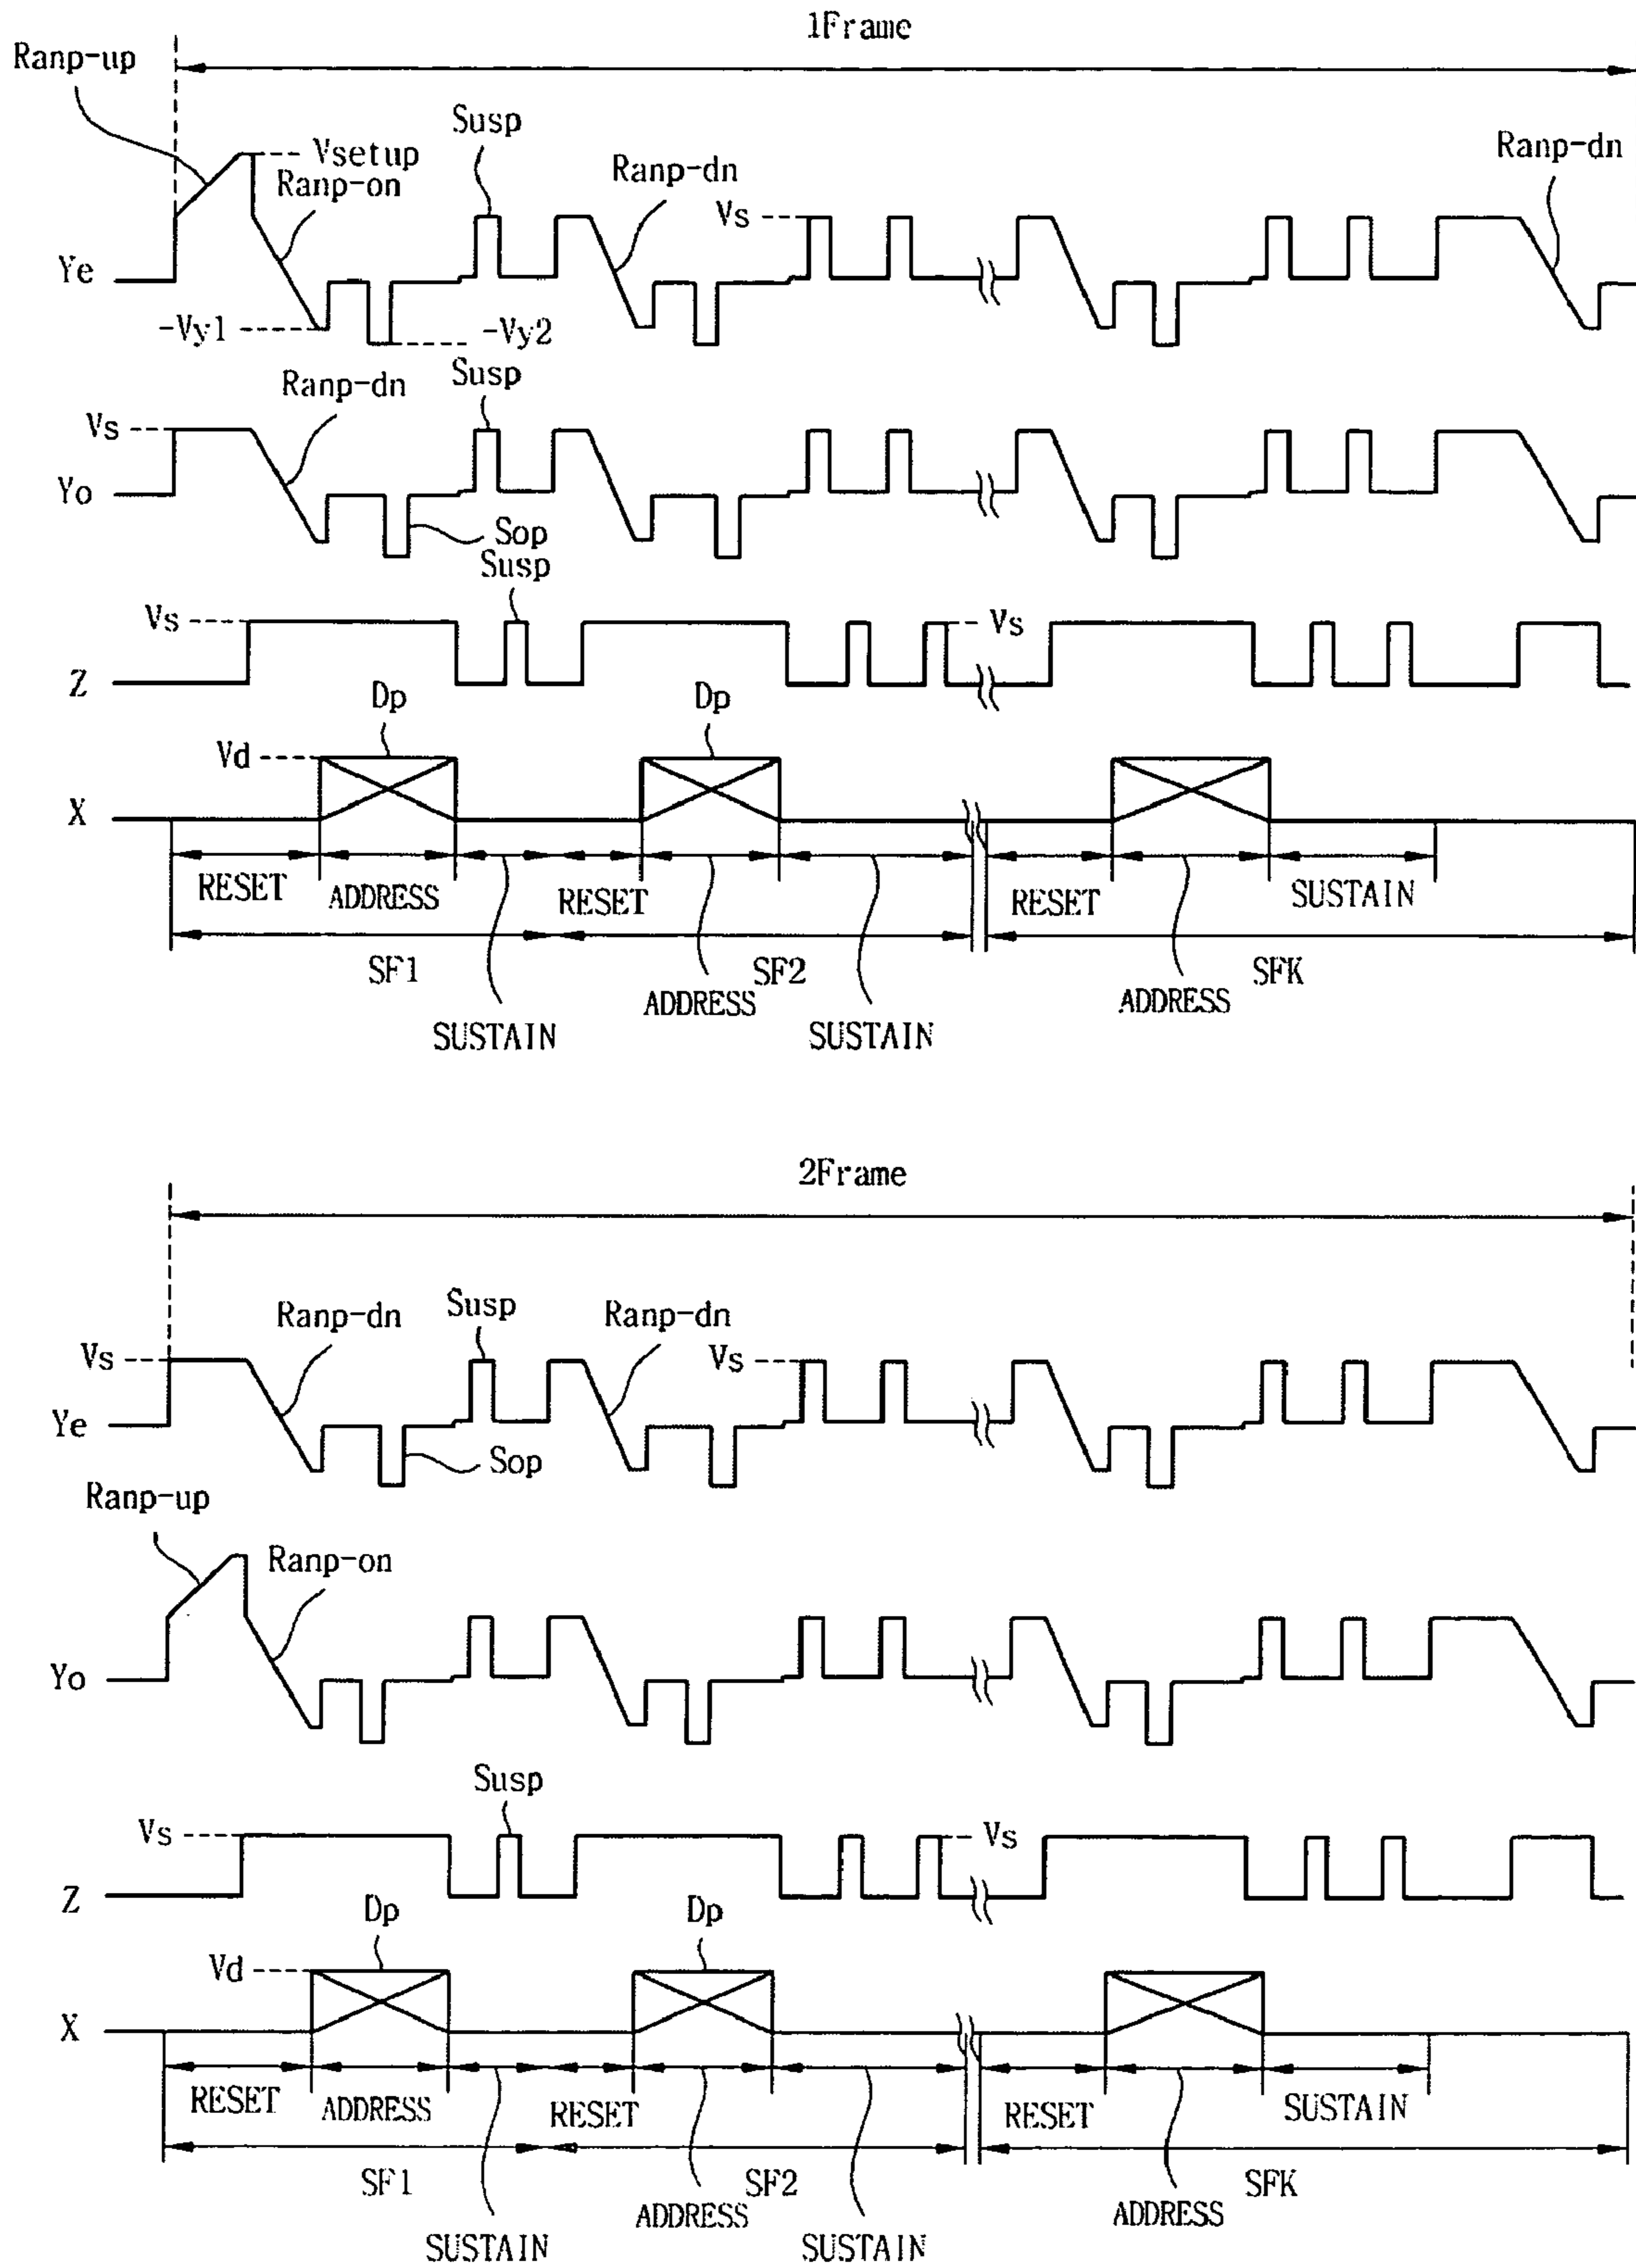 1Frame
Ranp-up
Susp
Vsetup
Ranp-on
Ranp-dn
Ranp-dn
Vs
Ye
-Vy1
-Vy2
Ranp-dn
Susp
Vs
Yo
Sop
Susp
Vs
Vs
Z
Dp
Dp
Vd
X
RESET
ADDRESS
RESET
RESET
SUSTAIN
SF1
SF2
SFK
ADDRESS
ADDRESS
SUSTAIN
SUSTAIN
2Frame
Ranp-dn
Susp
Ranp-dn
Vs
Vs
Ye
Sop
Ranp-up
Ranp-on
Yo
Susp
Vs
Vs
Z
Dp
Dp
Vd
X
RESET
ADDRESS
RESET
RESET
SUSTAIN
SF1
SF2
SFK
ADDRESS
ADDRESS
SUSTAIN
SUSTAIN